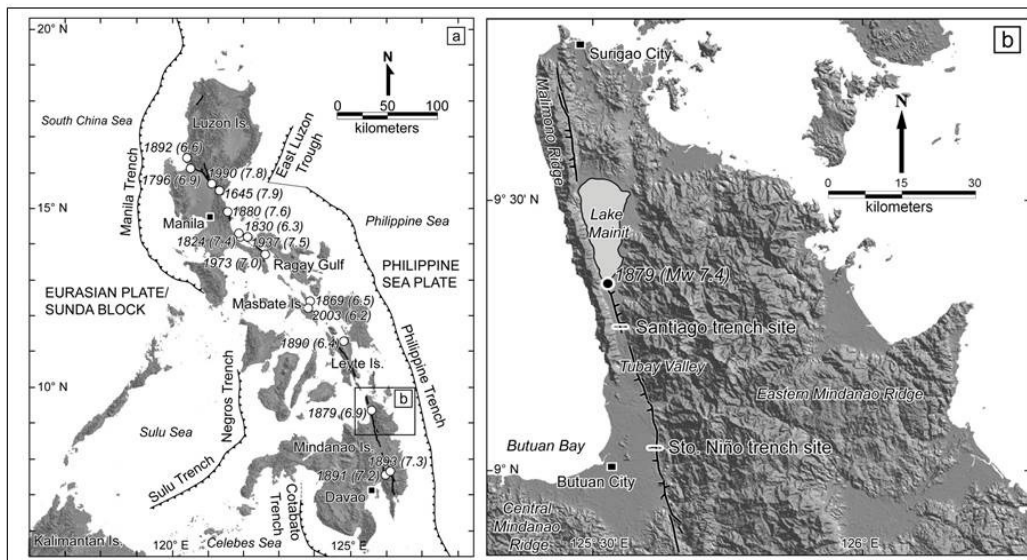 20° N
a
N
0 50 100
kilometers
South China Sea
Luzon Is.
East Luzon
Trough
Manila Trench
1892 (6.6)
1796 (6.9)
1990 (7.8)
1645 (7.9)
1880 (7.6)
15° N
Manila
1830 (6.3)
1824 (7.4)
1937 (7.5)
1973 (7.0)
Ragay Gulf
Philippine Sea
PHILIPPINE
SEA PLATE
EURASIAN PLATE/
SUNDA BLOCK
Masbate Is.
1869 (6.5)
2003 (6.2)
1890 (6.4)
Leyte Is.
Philippine Trench
10° N
b
1879 (6.9)
Negros Trench
Sulu Sea
Mindanao Is.
1893 (7.3)
1891 (7.2)
Sulu Trench
Davao
Cotabato
Trench
Kalimantan Is.
120° E
Celebes Sea
125° E
b
Surigao City
Malimono Ridge
N
0 15 30
kilometers
9° 30' N
Lake
Mainit
1879 (Mw 7.4)
Santiago trench site
Tubay Valley
Eastern Mindanao Ridge
Butuan Bay
Sto. Niño trench site
9° N
Butuan City
Central
Mindanao
Ridge
125° 30' E
126° E